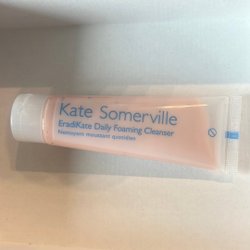 Kate Somerville
EradiKate Daily Foaming Cleanser
Nettoyant moussant quotidien